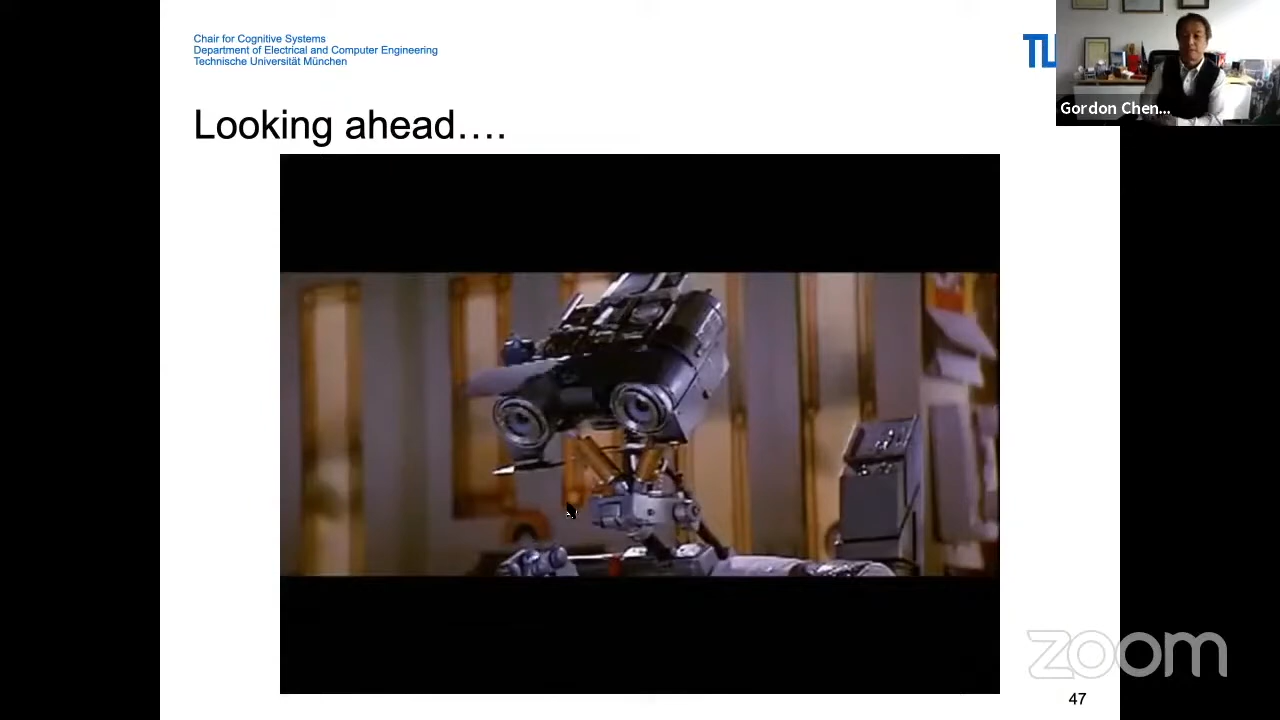 Chair for Cognitive Systems
Department of Electrical and Computer Engineering
Technische Universität München
TU
Gordon Chen...
Looking ahead....
zoom
47